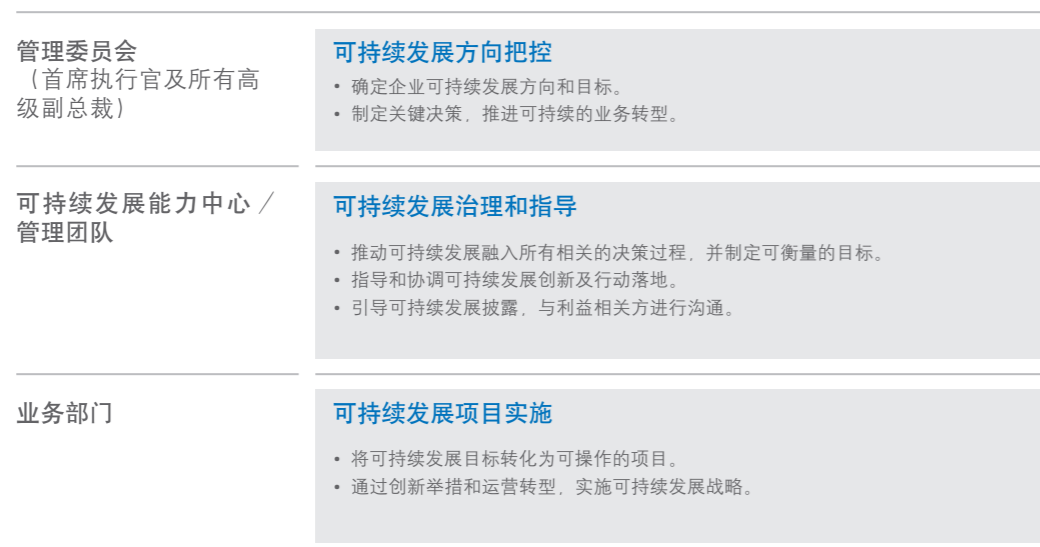 管理委员会
（首席执行官及所有高
级副总裁）
可持续发展方向把控
• 确定企业可持续发展方向和目标。
• 制定关键决策，推进可持续的业务转型。
可持续发展能力中心／
管理团队
可持续发展治理和指导
• 推动可持续发展融入所有相关的决策过程，并制定可衡量的目标。
• 指导和协调可持续发展创新及行动落地。
• 引导可持续发展披露，与利益相关方进行沟通。
业务部门
可持续发展项目实施
• 将可持续发展目标转化为可操作的项目。
• 通过创新举措和运营转型，实施可持续发展战略。